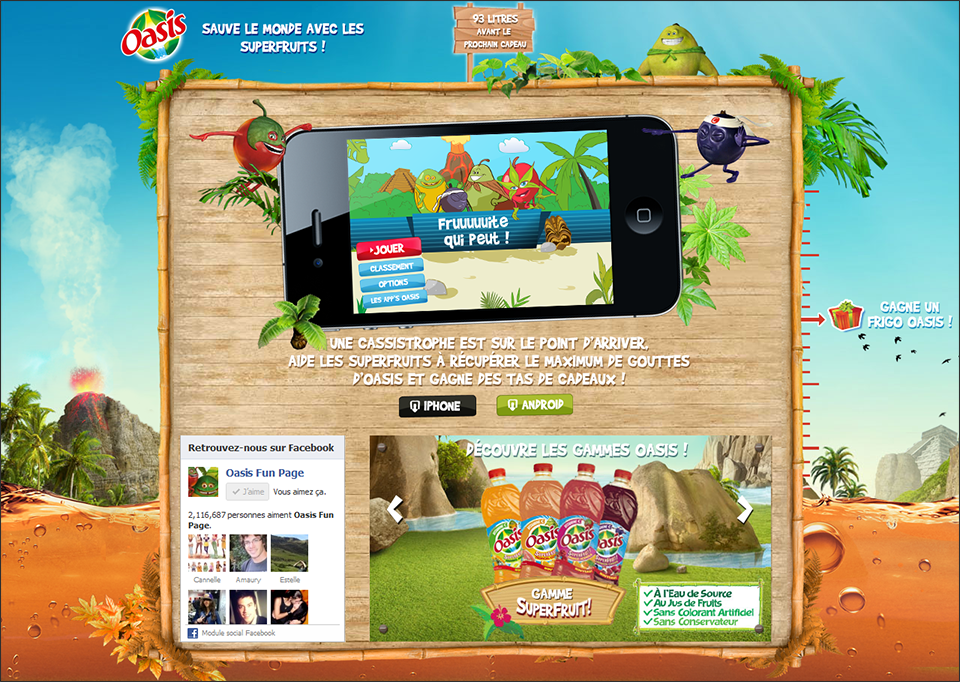 Oasis
SAUVE LE MONDE AVEC LES
SUPERFRUITS !
93 LITRES
AVANT LE
PROCHAIN CADEAU
Fruuuuuite
qui peut !
JOUER
CLASSEMENT
OPTIONS
LES APP'S OASIS
GAGNE UN
FRIGO OASIS !
UNE CASSISTROPHE EST SUR LE POINT D'ARRIVER,
AIDE LES SUPERFRUITS À RÉCUPÉRER LE MAXIMUM DE GOUTTES
D'OASIS ET GAGNE DES TAS DE CADEAUX !
IPHONE
ANDROID
Retrouvez-nous sur Facebook
Oasis Fun Page
J'aime
Vous aimez ça.
2,116,687 personnes aiment Oasis Fun
Page.
Cannelle
Amaury
Estelle
Module social Facebook
DÉCOUVRE LES GAMMES OASIS !
Oasis
Oasis
Oasis
Oasis
GAMME
SUPERFRUIT!
À l'Eau de Source
Au Jus de Fruits
Sans Colorant Artificiel
Sans Conservateur